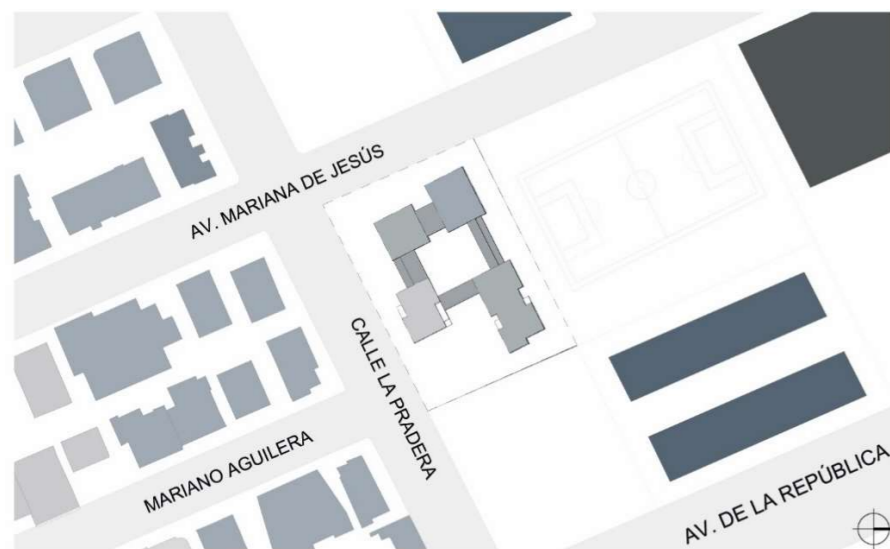 AV. MARIANA DE JESÚS
CALLE LA PRADERA
MARIANO AGUILERA
AV. DE LA REPÚBLICA